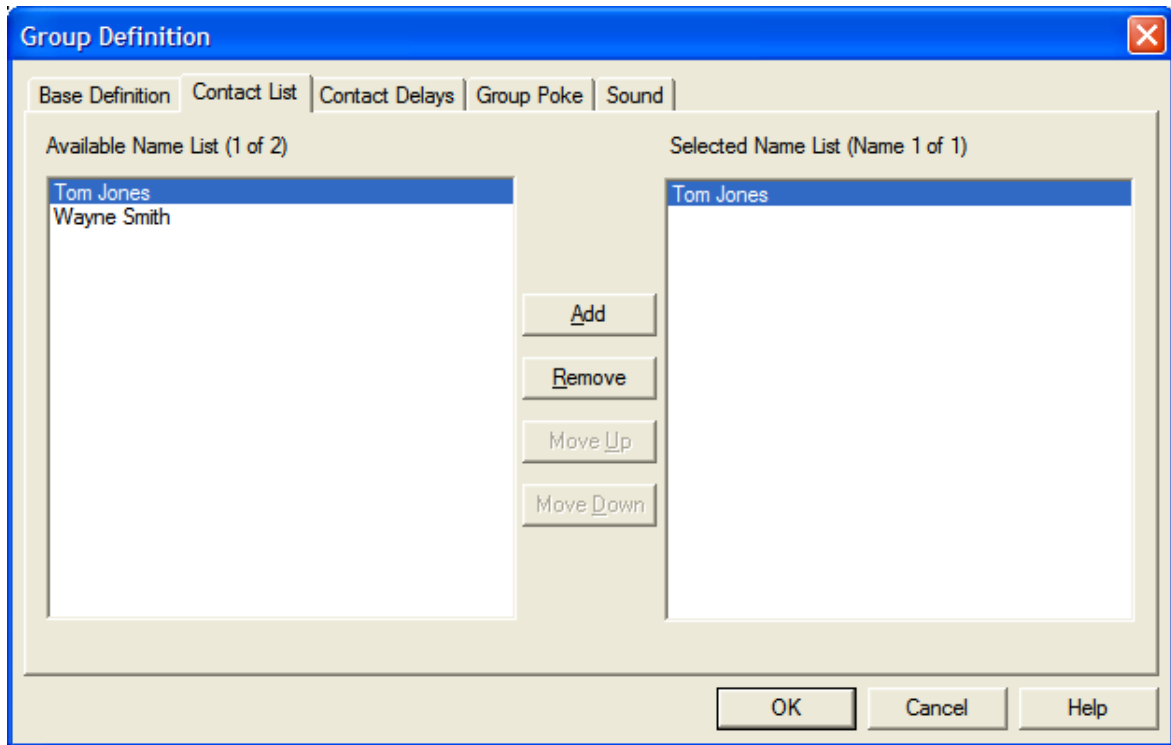 Group Definition
Base Definition Contact List Contact Delays Group Poke Sound
Available Name List (1 of 2) Selected Name List (Name 1 of 1)
Tom Jones Tom Jones
Wayne Smith
Add
Remove
Move Up
Move Down
OK Cancel Help